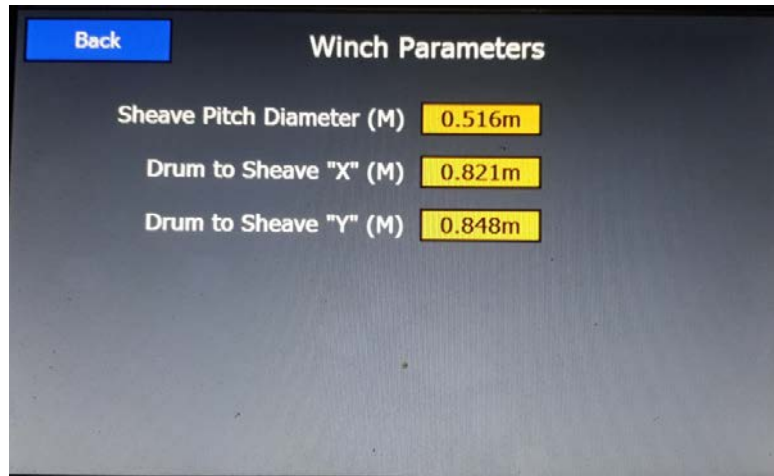 Back
Winch Parameters
Sheave Pitch Diameter (M) 0.516m
Drum to Sheave "X" (M) 0.821m
Drum to Sheave "Y" (M) 0.848m